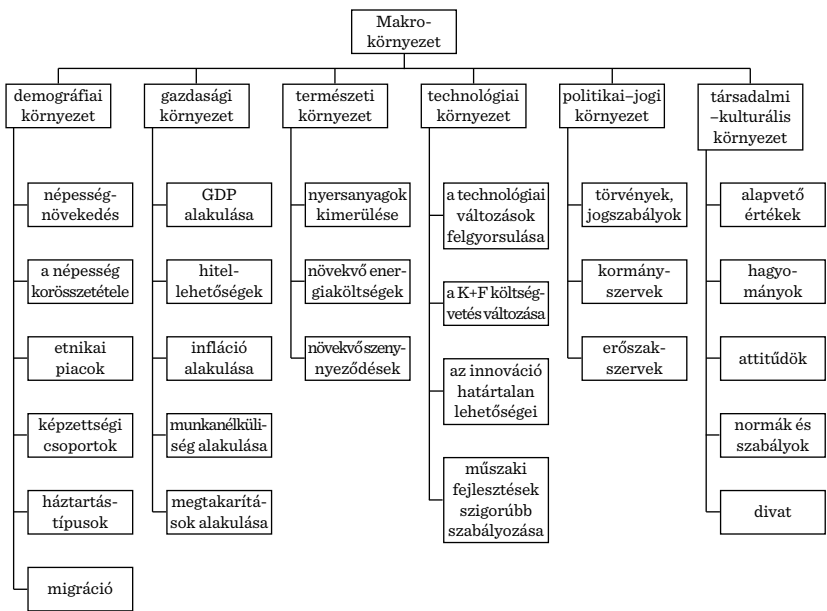 Makro-
környezet
demográfiai
környezet
gazdasági
környezet
természeti
környezet
technológiai
környezet
politikai–jogi
környezet
társadalmi
–kulturális
környezet
népesség-
növekedés
a népesség
korösszetétele
etnikai
piacok
képzettségi
csoportok
háztartás-
típusok
migráció
GDP
alakulása
hitel-
lehetőségek
infláció
alakulása
munkanélküli-
ség alakulása
megtakarítá-
sok alakulása
nyersanyagok
kimerülése
növekvő ener-
giaköltségek
növekvő szeny-
nyeződések
a technológiai
változások
felgyorsulása
a K+F költség-
vetés változása
az innováció
határtalan
lehetőségei
műszaki
fejlesztések
szigorúbb
szabályozása
törvények,
jogszabályok
kormány-
szervek
erőszak-
szervek
alapvető
értékek
hagyo-
mányok
attitűdök
normák és
szabályok
divat